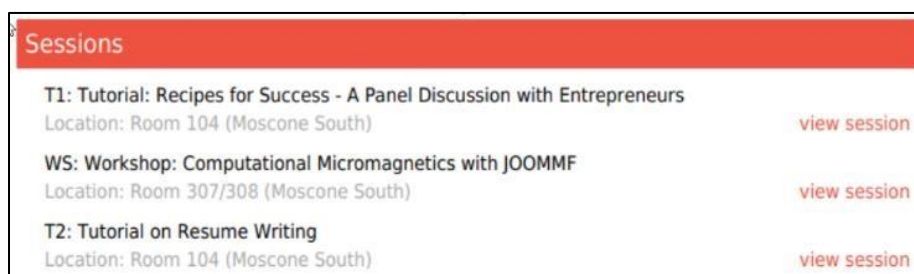 Sessions
T1: Tutorial: Recipes for Success - A Panel Discussion with Entrepreneurs
Location: Room 104 (Moscone South)
view session
WS: Workshop: Computational Micromagnetics with JOOMMF
Location: Room 307/308 (Moscone South)
view session
T2: Tutorial on Resume Writing
Location: Room 104 (Moscone South)
view session